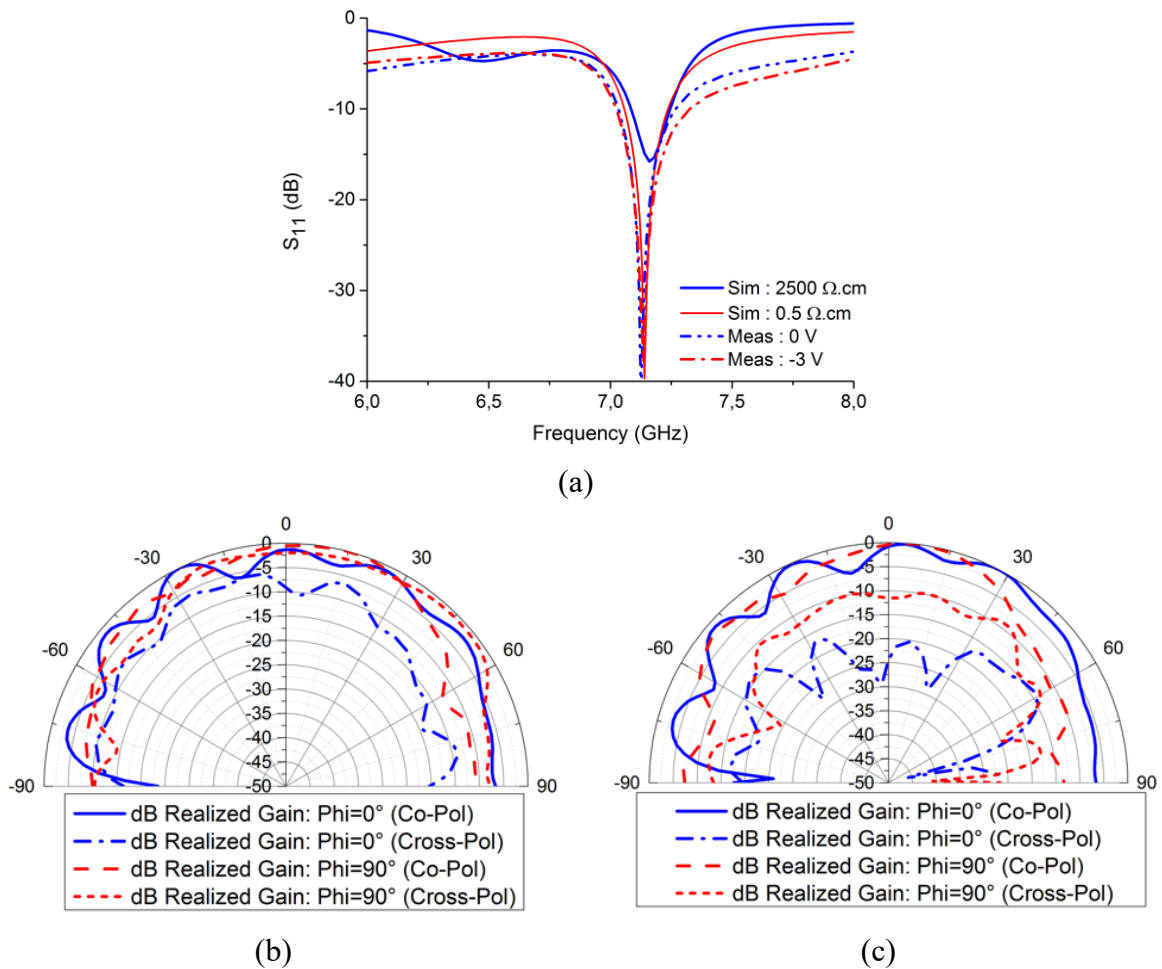 0
-10
-20
-30
-40
S11 (dB)
Sim : 2500 Ω.cm
Sim : 0.5 Ω.cm
Meas : 0 V
Meas : -3 V
6,0 6,5 7,0 7,5 8,0
Frequency (GHz)
(a)
0
-30 30
-60 60
-90 90
0
-5
-10
-15
-20
-25
-30
-35
-40
-45
-50
dB Realized Gain: Phi=0° (Co-Pol)
dB Realized Gain: Phi=0° (Cross-Pol)
dB Realized Gain: Phi=90° (Co-Pol)
dB Realized Gain: Phi=90° (Cross-Pol)
(b)
0
-30 30
-60 60
-90 90
0
-5
-10
-15
-20
-25
-30
-35
-40
-45
-50
dB Realized Gain: Phi=0° (Co-Pol)
dB Realized Gain: Phi=0° (Cross-Pol)
dB Realized Gain: Phi=90° (Co-Pol)
dB Realized Gain: Phi=90° (Cross-Pol)
(c)